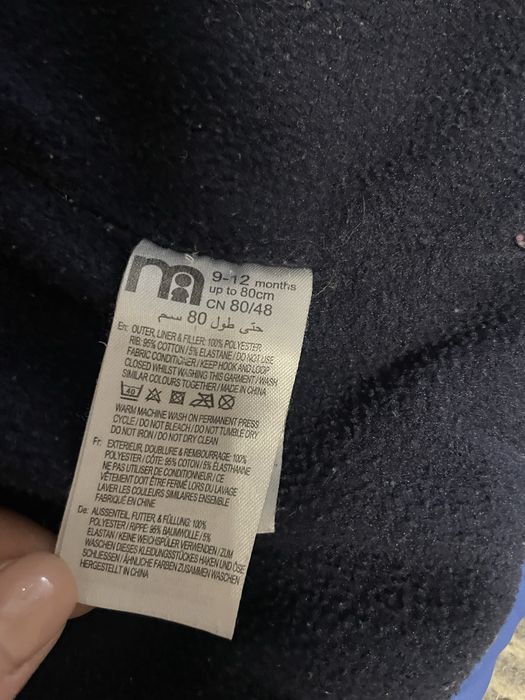 m
9-12 months
up to 80cm
CN 80/48
حتى طول 80 سم
En: OUTER, LINER & FILLER: 100% POLYESTER
RIB: 95% COTTON / 5% ELASTANE / DO NOT USE
FABRIC CONDITIONER / KEEP HOOK AND LOOP
CLOSED WHILST WASHING THIS GARMENT / WASH
SIMILAR COLOURS TOGETHER / MADE IN CHINA
40
WARM MACHINE WASH ON PERMANENT PRESS
CYCLE / DO NOT BLEACH / DO NOT TUMBLE DRY
DO NOT IRON / DO NOT DRY CLEAN
Fr: EXTERIEUR, DOUBLURE & REMBOURRAGE: 100%
POLYESTER / CÔTE: 95% COTON / 5% ELASTHANNE
NE PAS UTILISER DE CONDITIONEUR / CE
VÊTEMENT DOIT ÊTRE FERMÉ LORS DU LAVAGE
LAVER LES COULEURS SIMILAIRES ENSEMBLE
FABRIQUÉ EN CHINE
De: AUSSENTEIL, FUTTER, & FÜLLUNG: 100%
POLYESTER / RIPPE: 95% BAUMWOLLE / 5%
ELASTAN / KEINE WEICHSPÜLER VERWENDEN / ZUM
WASCHEN DIESES KLEIDUNGSSTÜCKES HAKEN UND ÖSE
SCHLIESSEN / ÄHNLICHE FARBEN ZUSAMMEN WASCHEN
HERGESTELLT IN CHINA